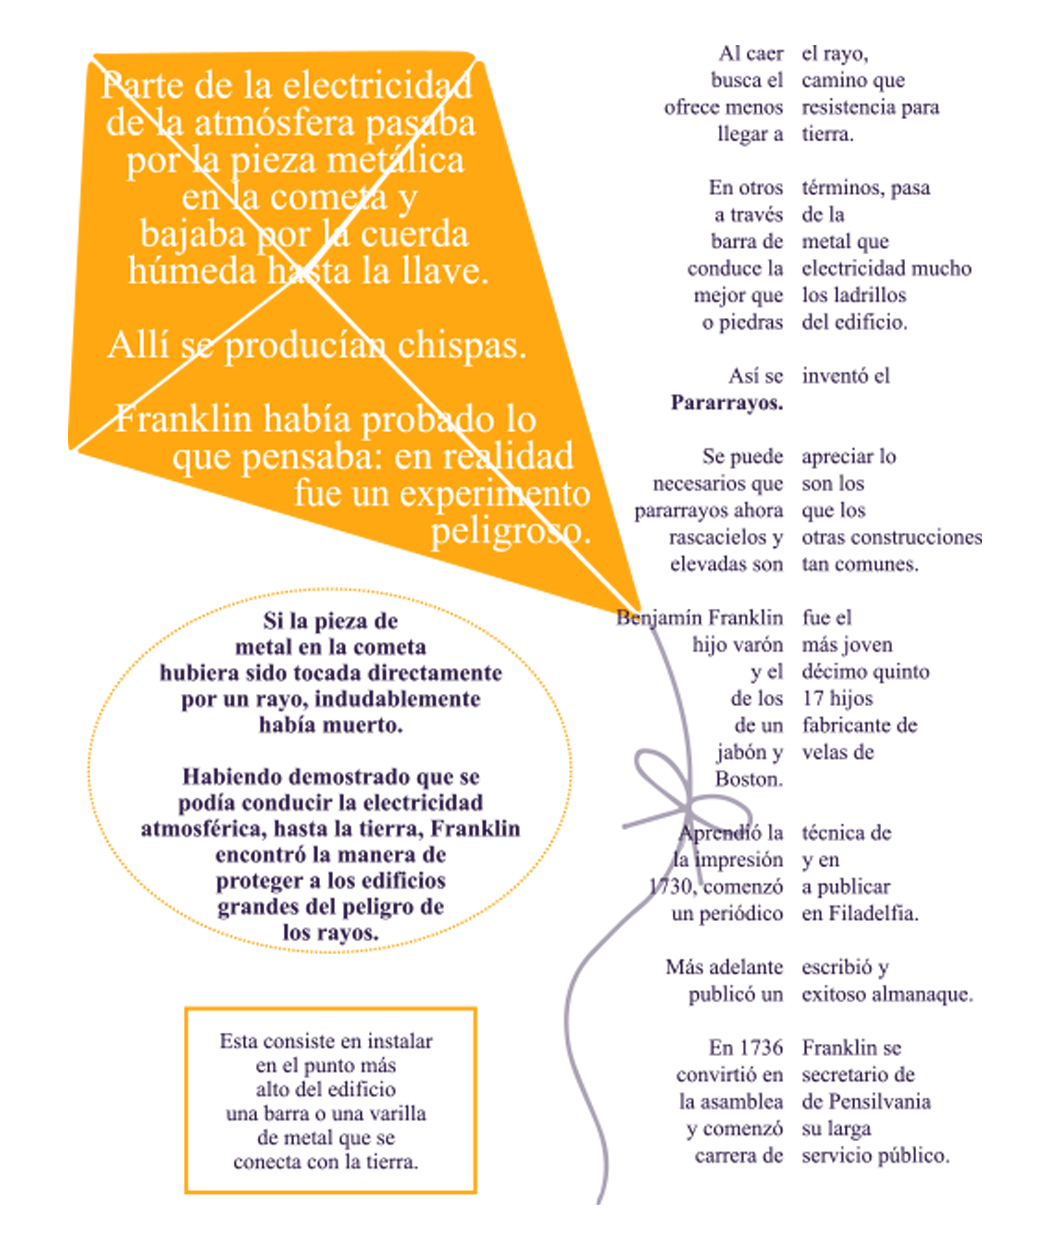 Parte de la electricidad
de la atmósfera pasaba
por la pieza metálica
en la cometa y
bajaba por la cuerda
húmeda hasta la llave.
Allí se producían chispas.
Franklin había probado lo
que pensaba: en realidad
fue un experimento
peligroso.
Si la pieza de
metal en la cometa
hubiera sido tocada directamente
por un rayo, indudablemente
había muerto.
Habiendo demostrado que se
podía conducir la electricidad
atmosférica, hasta la tierra, Franklin
encontró la manera de
proteger a los edificios
grandes del peligro de
los rayos.
Esta consiste en instalar
en el punto más
alto del edificio
una barra o una varilla
de metal que se
conecta con la tierra.
Al caer el rayo,
busca el camino que
ofrece menos resistencia para
llegar a tierra.
En otros términos, pasa
a través de la
barra de metal que
conduce la electricidad mucho
mejor que los ladrillos
o piedras del edificio.
Así se inventó el
Pararrayos.
Se puede apreciar lo
necesarios que son los
pararrayos ahora que los
rascacielos y otras construcciones
elevadas son tan comunes.
Benjamín Franklin fue el
hijo varón más joven
y el décimo quinto
de los 17 hijos
de un fabricante de
jabón y velas de
Boston.
Aprendió la técnica de
la impresión y en
1730, comenzó a publicar
un periódico en Filadelfia.
Más adelante escribió y
publicó un exitoso almanaque.
En 1736 Franklin se
convirtió en secretario de
la asamblea de Pensilvania
y comenzó su larga
carrera de servicio público.